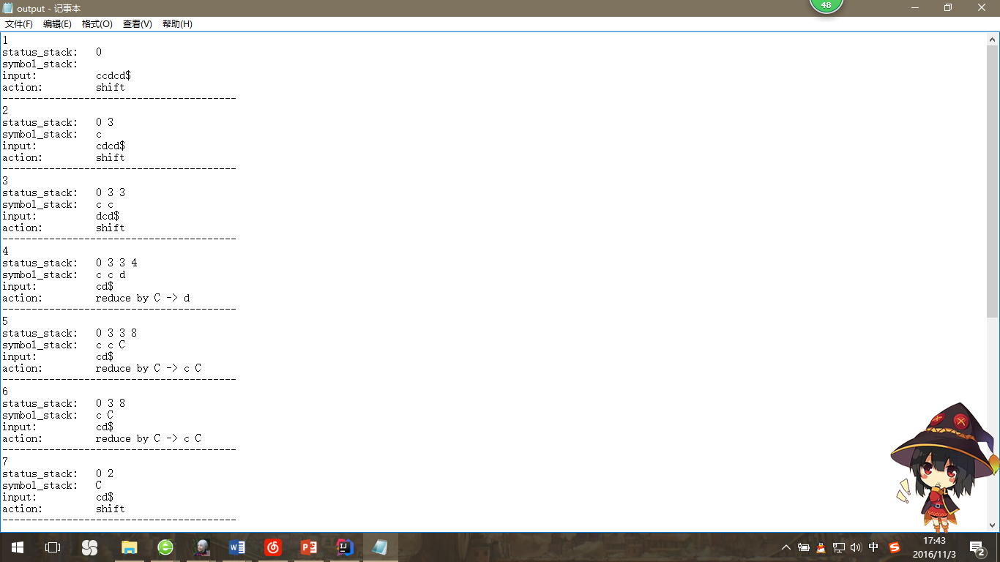 output - 记事本
48
文件(F) 编辑(E) 格式(O) 查看(V) 帮助(H)
1
status_stack: 0
symbol_stack:
input: ccdcd$
action: shift
----------------------------------------
2
status_stack: 0 3
symbol_stack: c
input: cdcd$
action: shift
----------------------------------------
3
status_stack: 0 3 3
symbol_stack: c c
input: dcd$
action: shift
----------------------------------------
4
status_stack: 0 3 3 4
symbol_stack: c c d
input: cd$
action: reduce by C -> d
----------------------------------------
5
status_stack: 0 3 3 8
symbol_stack: c c C
input: cd$
action: reduce by C -> c C
----------------------------------------
6
status_stack: 0 3 8
symbol_stack: c C
input: cd$
action: reduce by C -> c C
----------------------------------------
7
status_stack: 0 2
symbol_stack: C
input: cd$
action: shift
----------------------------------------
中
17:43
2016/11/3
2